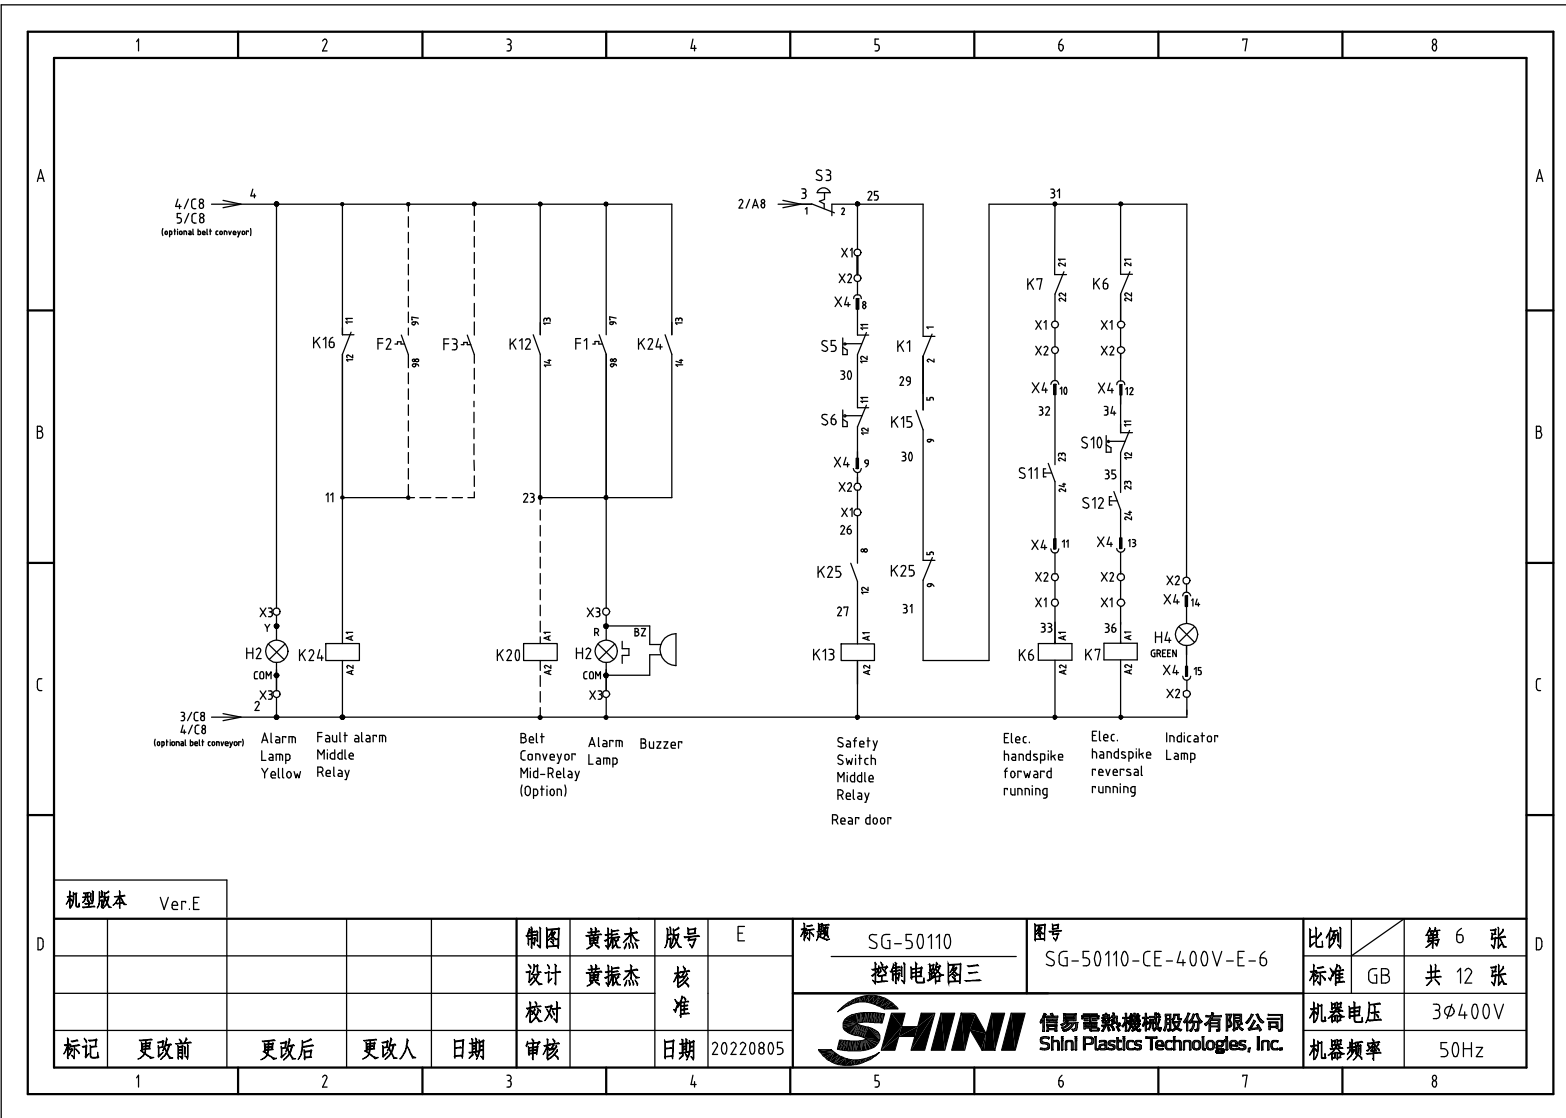 1 2 3 4 5 6 7 8
A A
B B
C C
D D
4/C8
5/C8
(optional belt conveyor)
4
3/C8
4/C8
(optional belt conveyor)
2
X3
Y
H2
COM
X3
Alarm
Lamp
Yellow
K16
11
12
11
K24
A1
A2
Fault alarm
Middle
Relay
F2
97
98
F3
K12
13
14
23
K20
A1
A2
Belt
Conveyor
Mid-Relay
(Option)
F1
97
98
X3
R
H2
COM
X3
Alarm
Lamp
K24
13
14
BZ
Buzzer
2/A8
3
S3
1
2
25
X1
X2
X4
8
S5
11
12
30
S6
11
12
X4
9
X2
X1
26
K25
8
12
27
K13
A1
A2
Safety
Switch
Middle
Relay
Rear door
K1
1
2
29
K15
5
9
30
K25
5
9
31
31
K7
21
22
X1
X2
X4
10
32
S11
23
24
X4
11
X2
X1
33
K6
A1
A2
Elec.
handspike
forward
running
K6
21
22
X1
X2
X4
12
34
S10
11
12
35
S12
23
24
X4
13
X2
X1
36
K7
A1
A2
Elec.
handspike
reversal
running
X2
X4
14
H4
GREEN
X4
15
X2
Indicator
Lamp
机型版本 Ver.E
制图 黄振杰 版号 E
设计 黄振杰 核准
校对
标记 更改前 更改后 更改人 日期 审核 日期 20220805
标题 SG-50110
控制电路图三
图号
SG-50110-CE-400V-E-6
比例 第 6 张
标准 GB 共 12 张
机器电压 3φ400V
机器频率 50Hz
SHINI
信易電熱機械股份有限公司
Shini Plastics Technologies, Inc.
1 2 3 4 5 6 7 8